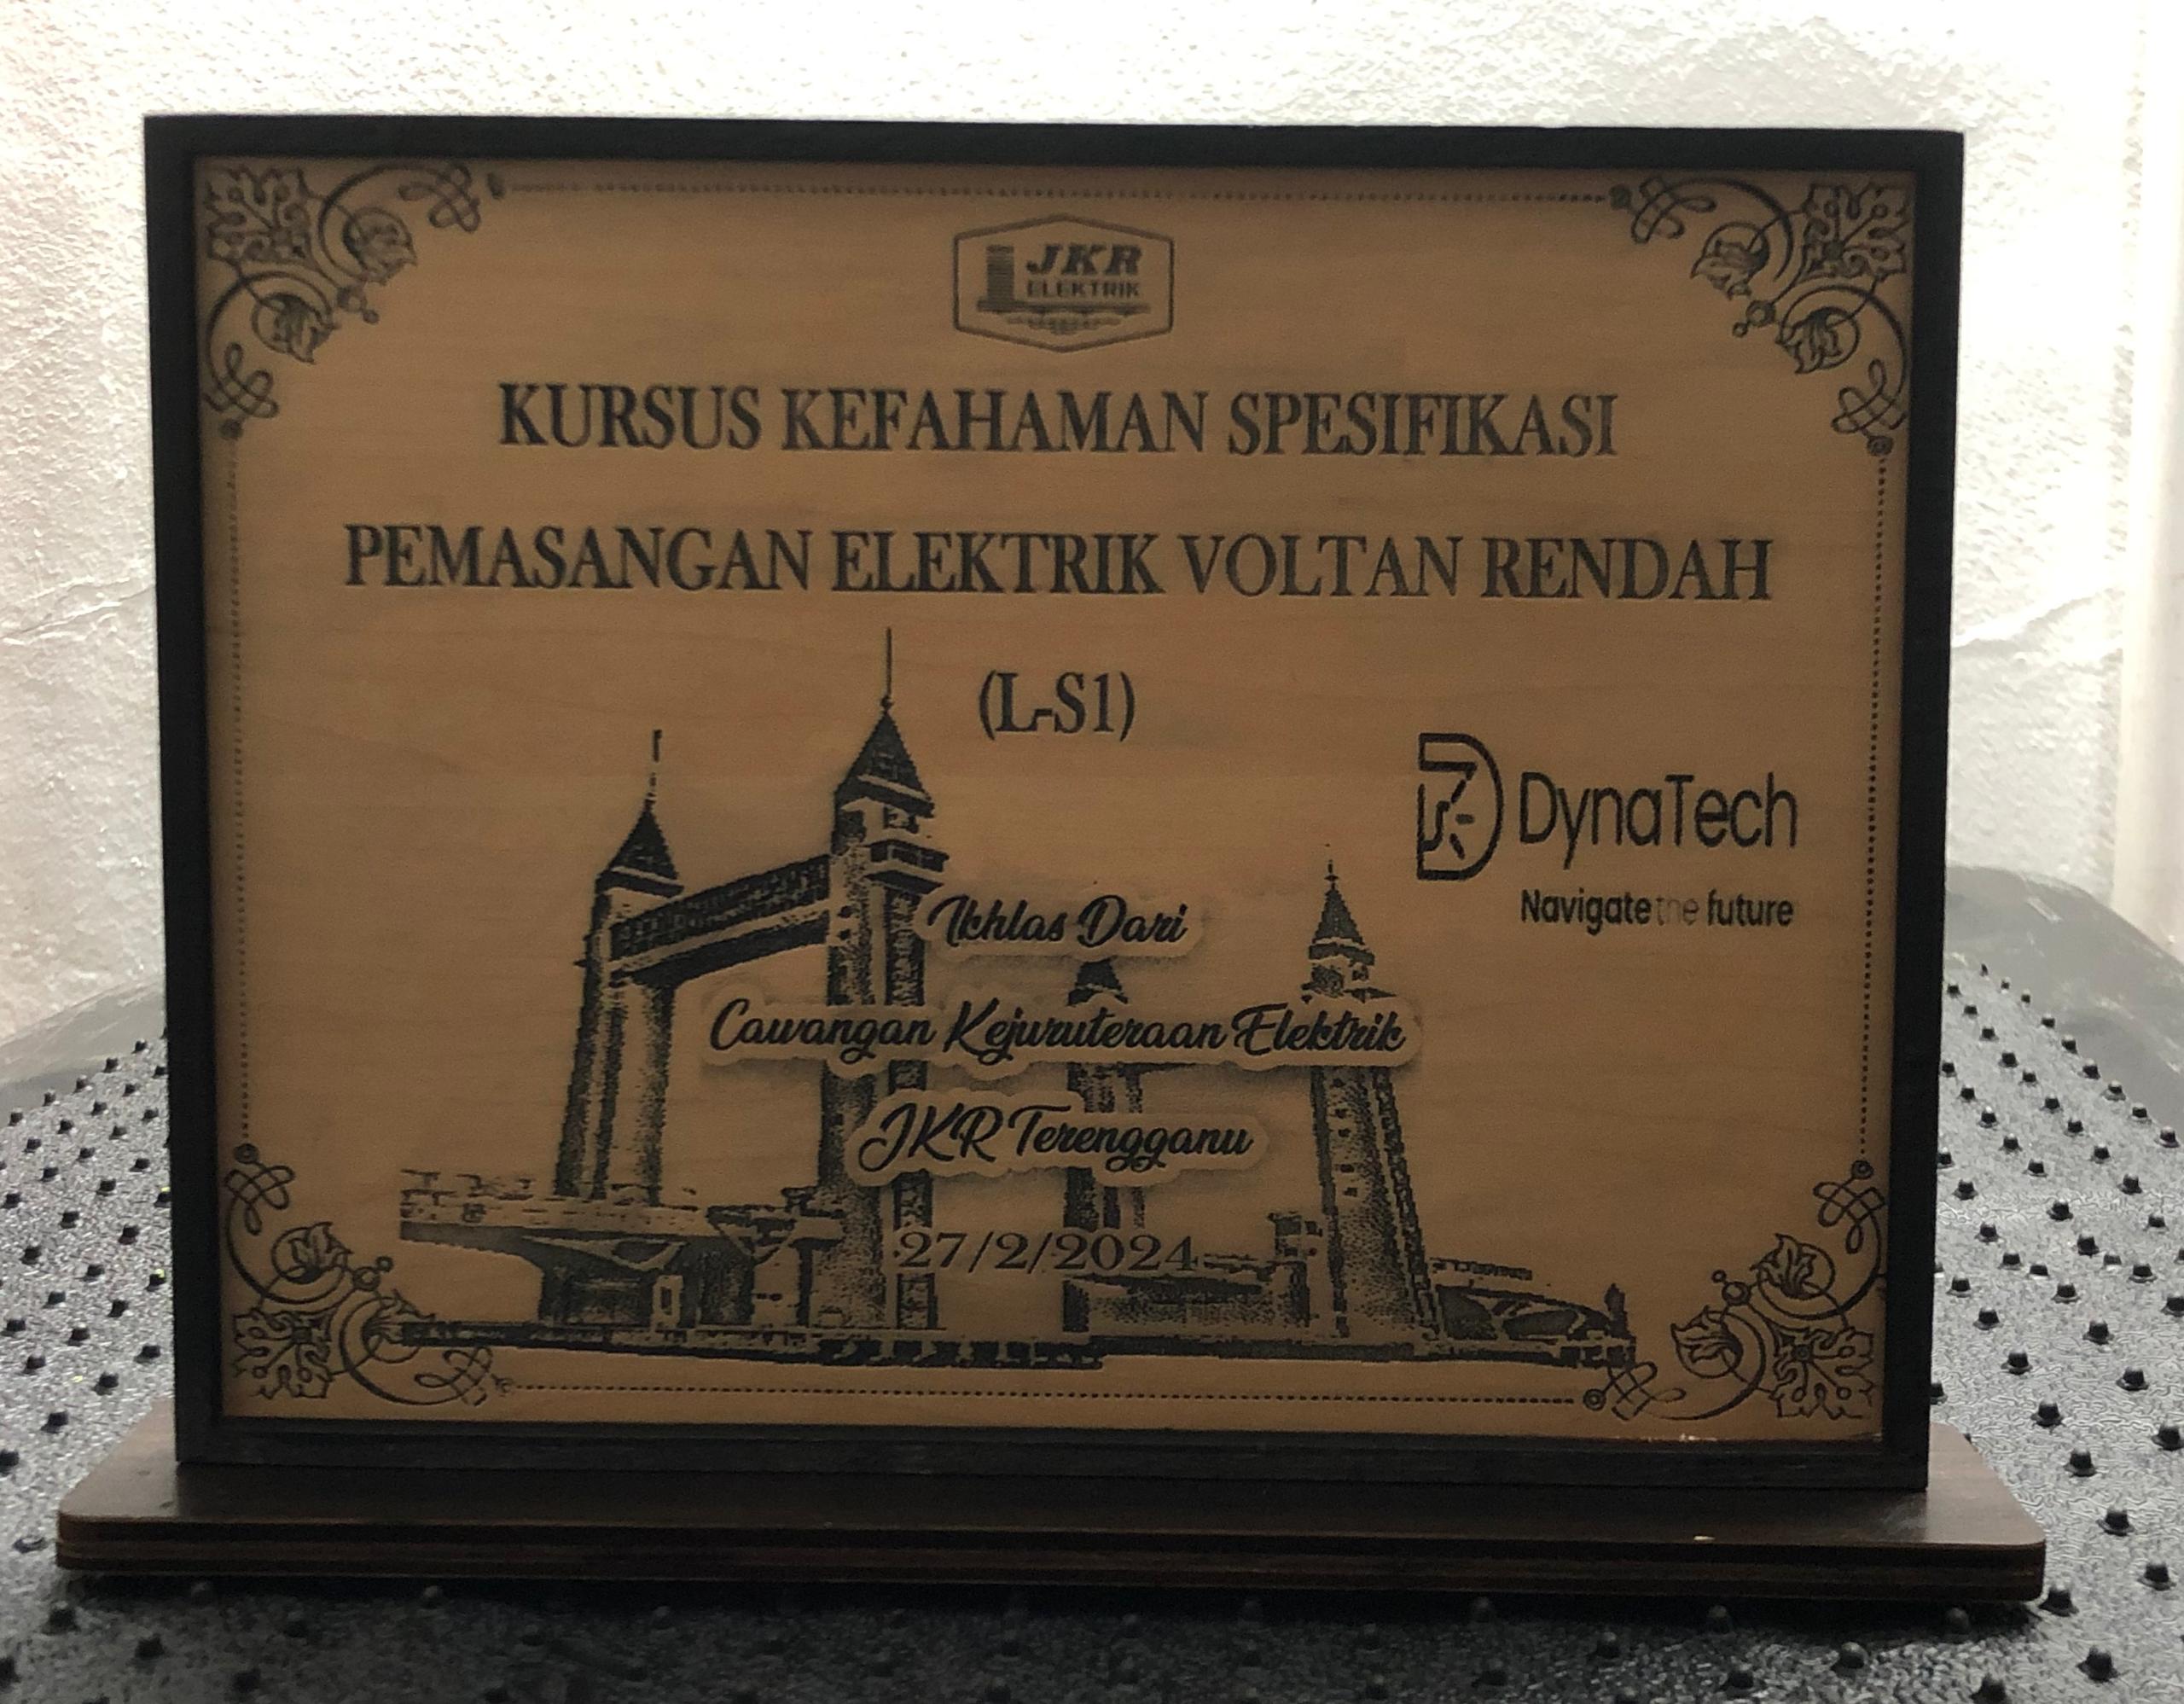 JKR
ELEKTRIK
KURSUS KEFAHAMAN SPESIFIKASI
PEMASANGAN ELEKTRIK VOLTAN RENDAH
(L-S1)
DynaTech
Navigate the future
Ikhlas Dari
Cawangan Kejuruteraan Elektrik
JKR Terengganu
27/2/2024